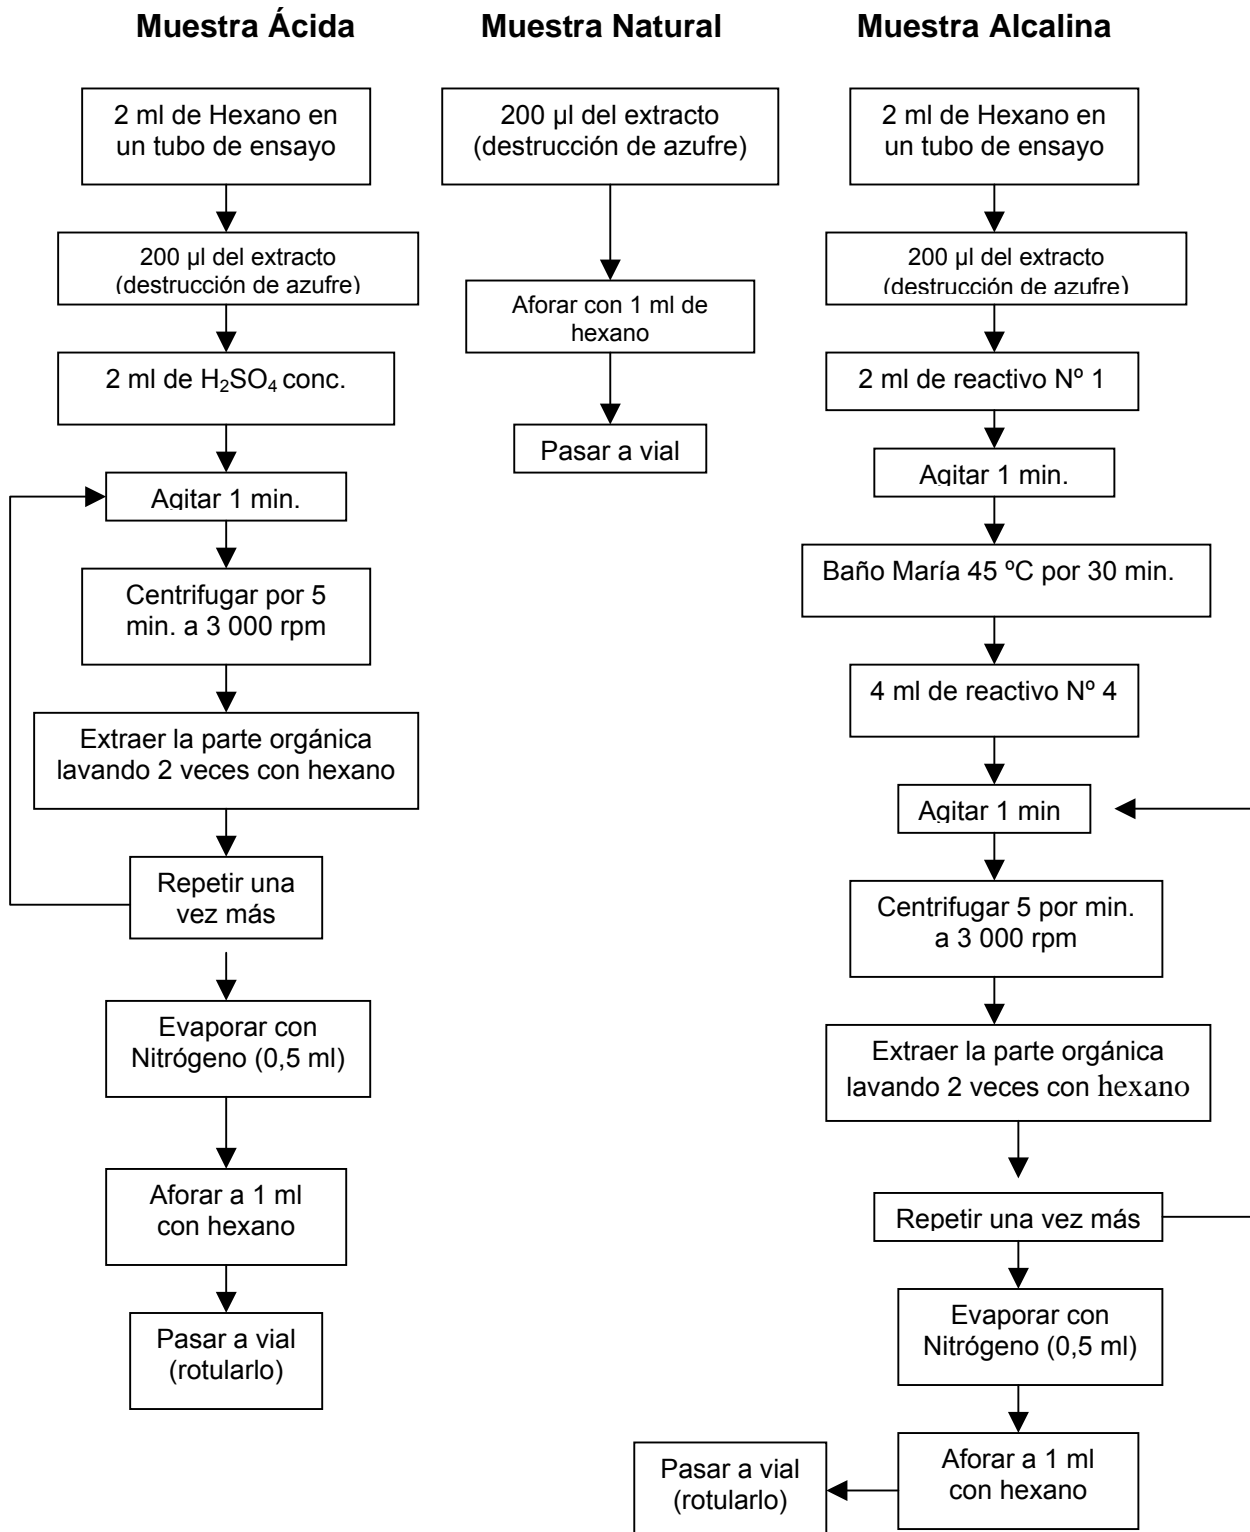 Muestra Ácida
2 ml de Hexano en
un tubo de ensayo
200 µl del extracto
(destrucción de azufre)
2 ml de H₂SO₄ conc.
Agitar 1 min.
Centrifugar por 5
min. a 3 000 rpm
Extraer la parte orgánica
lavando 2 veces con hexano
Repetir una
vez más
Evaporar con
Nitrógeno (0,5 ml)
Aforar a 1 ml
con hexano
Pasar a vial
(rotularlo)
Muestra Natural
200 µl del extracto
(destrucción de azufre)
Aforar con 1 ml de
hexano
Pasar a vial
Muestra Alcalina
2 ml de Hexano en
un tubo de ensayo
200 µl del extracto
(destrucción de azufre)
2 ml de reactivo Nº 1
Agitar 1 min.
Baño María 45 ºC por 30 min.
4 ml de reactivo Nº 4
Agitar 1 min
Centrifugar 5 por min.
a 3 000 rpm
Extraer la parte orgánica
lavando 2 veces con hexano
Repetir una vez más
Evaporar con
Nitrógeno (0,5 ml)
Aforar a 1 ml
con hexano
Pasar a vial
(rotularlo)